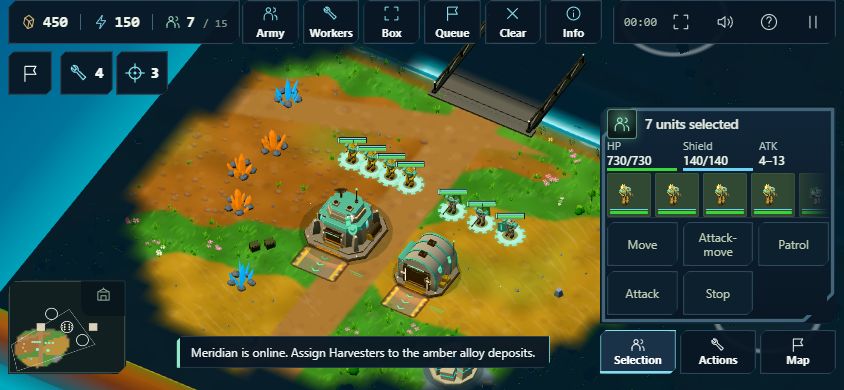 450 150 7 / 15
Army
Workers
Box
Queue
Clear
Info
00:00
4
3
7 units selected
HP Shield ATK
730/730 140/140 4–13
Move
Attack-
move
Patrol
Attack
Stop
Meridian is online. Assign Harvesters to the amber alloy deposits.
Selection
Actions
Map